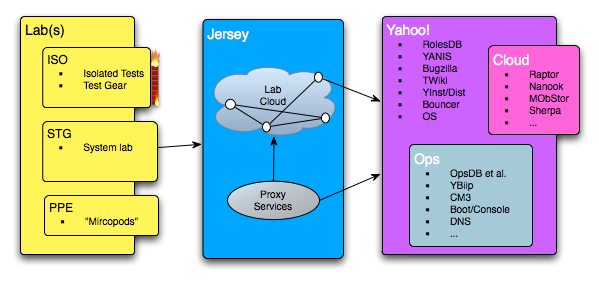 Lab(s)
ISO
▪ Isolated Tests
▪ Test Gear
STG
▪ System lab
PPE
▪ "Mircopods"
Jersey
Lab
Cloud
Proxy
Services
Yahoo!
▪ RolesDB
▪ YANIS
▪ Bugzilla
▪ TWiki
▪ YInst/Dist
▪ Bouncer
▪ OS
Cloud
▪ Raptor
▪ Nanook
▪ MObStor
▪ Sherpa
▪ ...
Ops
▪ OpsDB et al.
▪ YBiip
▪ CM3
▪ Boot/Console
▪ DNS
▪ ...